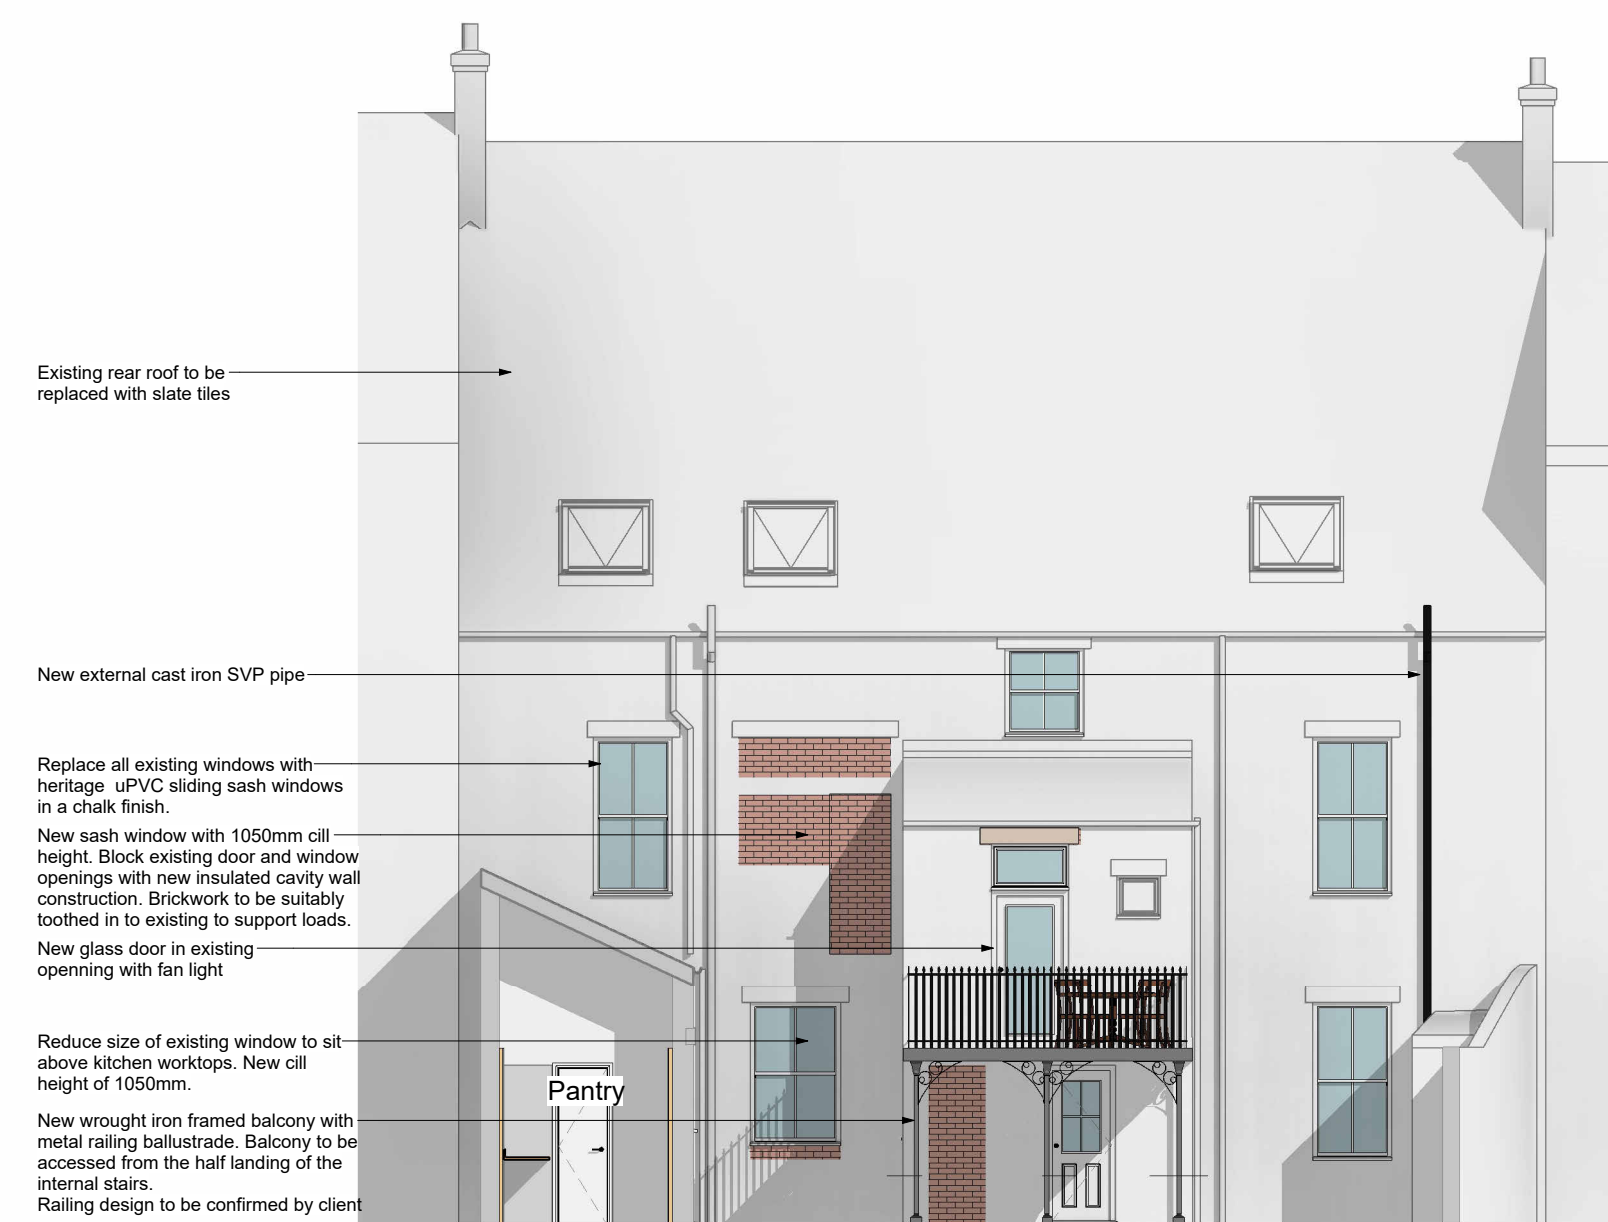 Existing rear roof to be
replaced with slate tiles
New external cast iron SVP pipe
Replace all existing windows with
heritage  uPVC sliding sash windows
in a chalk finish.
New sash window with 1050mm cill
height. Block existing door and window
openings with new insulated cavity wall
construction. Brickwork to be suitably
toothed in to existing to support loads.
New glass door in existing
openning with fan light
Reduce size of existing window to sit
above kitchen worktops. New cill
height of 1050mm.
Pantry
New wrought iron framed balcony with
metal railing ballustrade. Balcony to be
accessed from the half landing of the
internal stairs.
Railing design to be confirmed by client